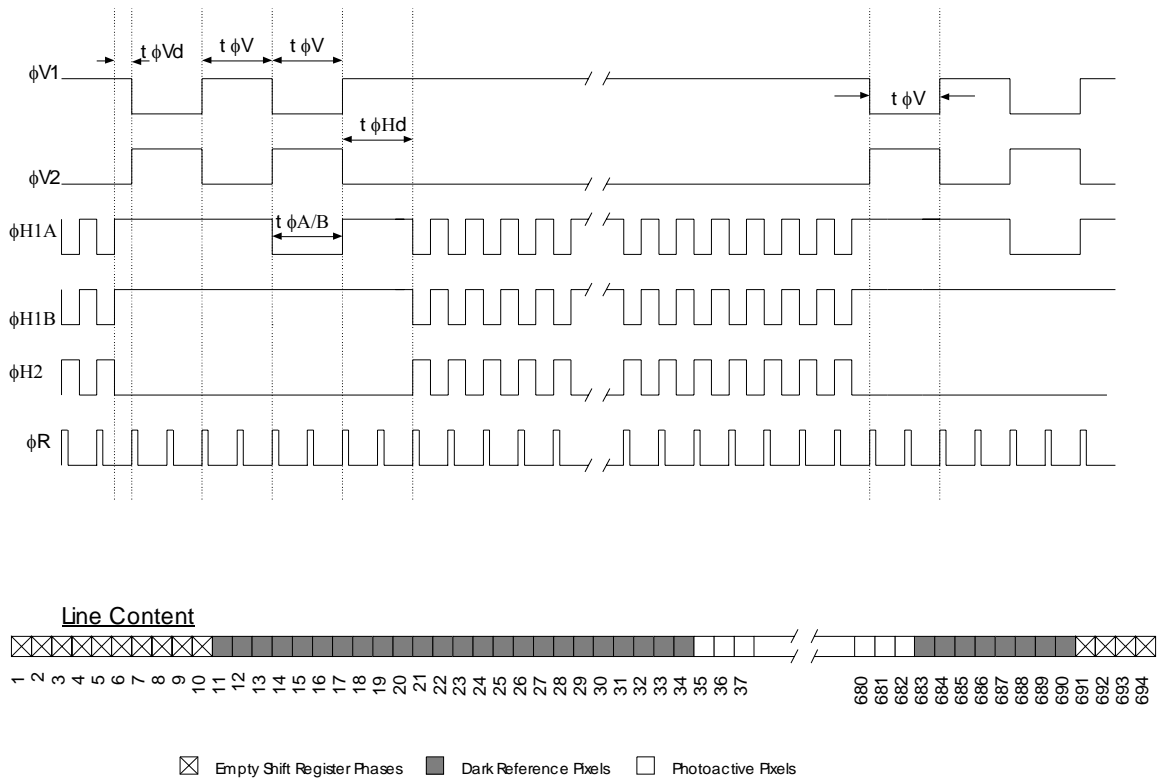 t ϕVd t ϕV t ϕV
ϕV1
t ϕV
t ϕHd
ϕV2
ϕH1A
t ϕA/B
ϕH1B
ϕH2
ϕR
Line Content
1 2 3 4 5 6 7 8 9 10 11 12 13 14 15 16 17 18 19 20 21 22 23 24 25 26 27 28 29 30 31 32 33 34 35 36 37 680 681 682 683 684 685 686 687 688 689 690 691 692 693 694
Empty Shift Register Phases Dark Reference Pixels Photoactive Pixels